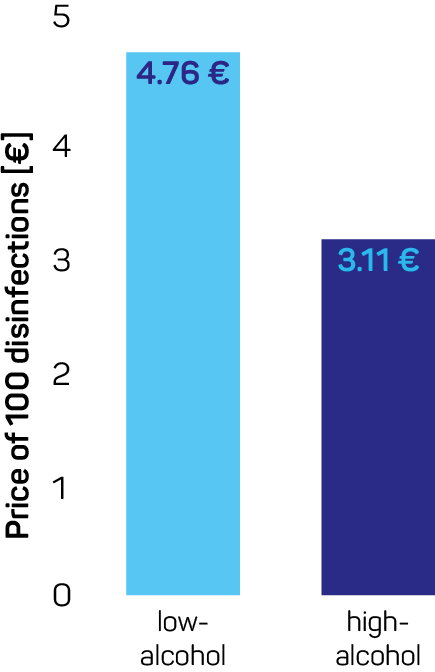 Price of 100 disinfections [€]
5
4
3
2
1
0
4.76 €
3.11 €
low-
alcohol
high-
alcohol